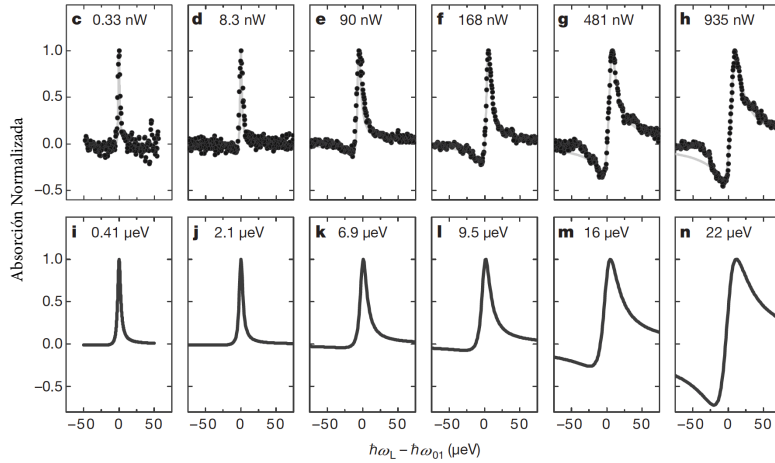 c 0.33 nW
d 8.3 nW
e 90 nW
f 168 nW
g 481 nW
h 935 nW
1.0
0.5
0.0
−0.5
i 0.41 µeV
j 2.1 µeV
k 6.9 µeV
l 9.5 µeV
m 16 µeV
n 22 µeV
1.0
0.5
0.0
−0.5
−50 0 50
−50 0 50
−50 0 50
−50 0 50
−50 0 50
−50 0 50
Absorción Normalizada
ħω_L – ħω_01 (µeV)